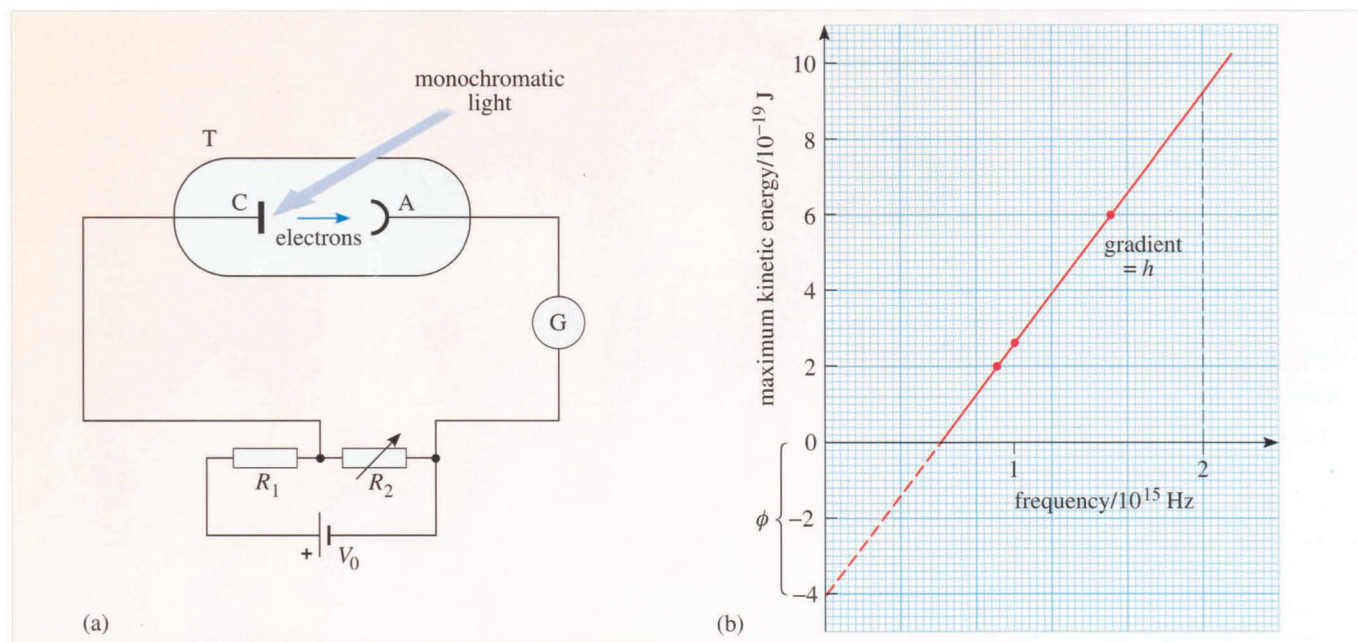 monochromatic
light
T
C
A
electrons
G
R₁
R₂
+
V₀
(a)
maximum kinetic energy/10⁻¹⁹ J
10
8
6
4
2
0
−2
−4
ϕ
gradient
= h
1
2
frequency/10¹⁵ Hz
(b)